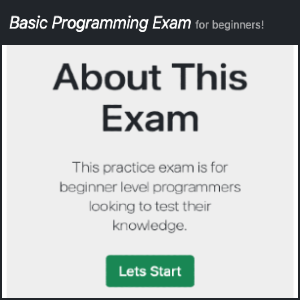 Basic Programming Exam for beginners!
About This
Exam
This practice exam is for
beginner level programmers
looking to test their
knowledge.
Lets Start